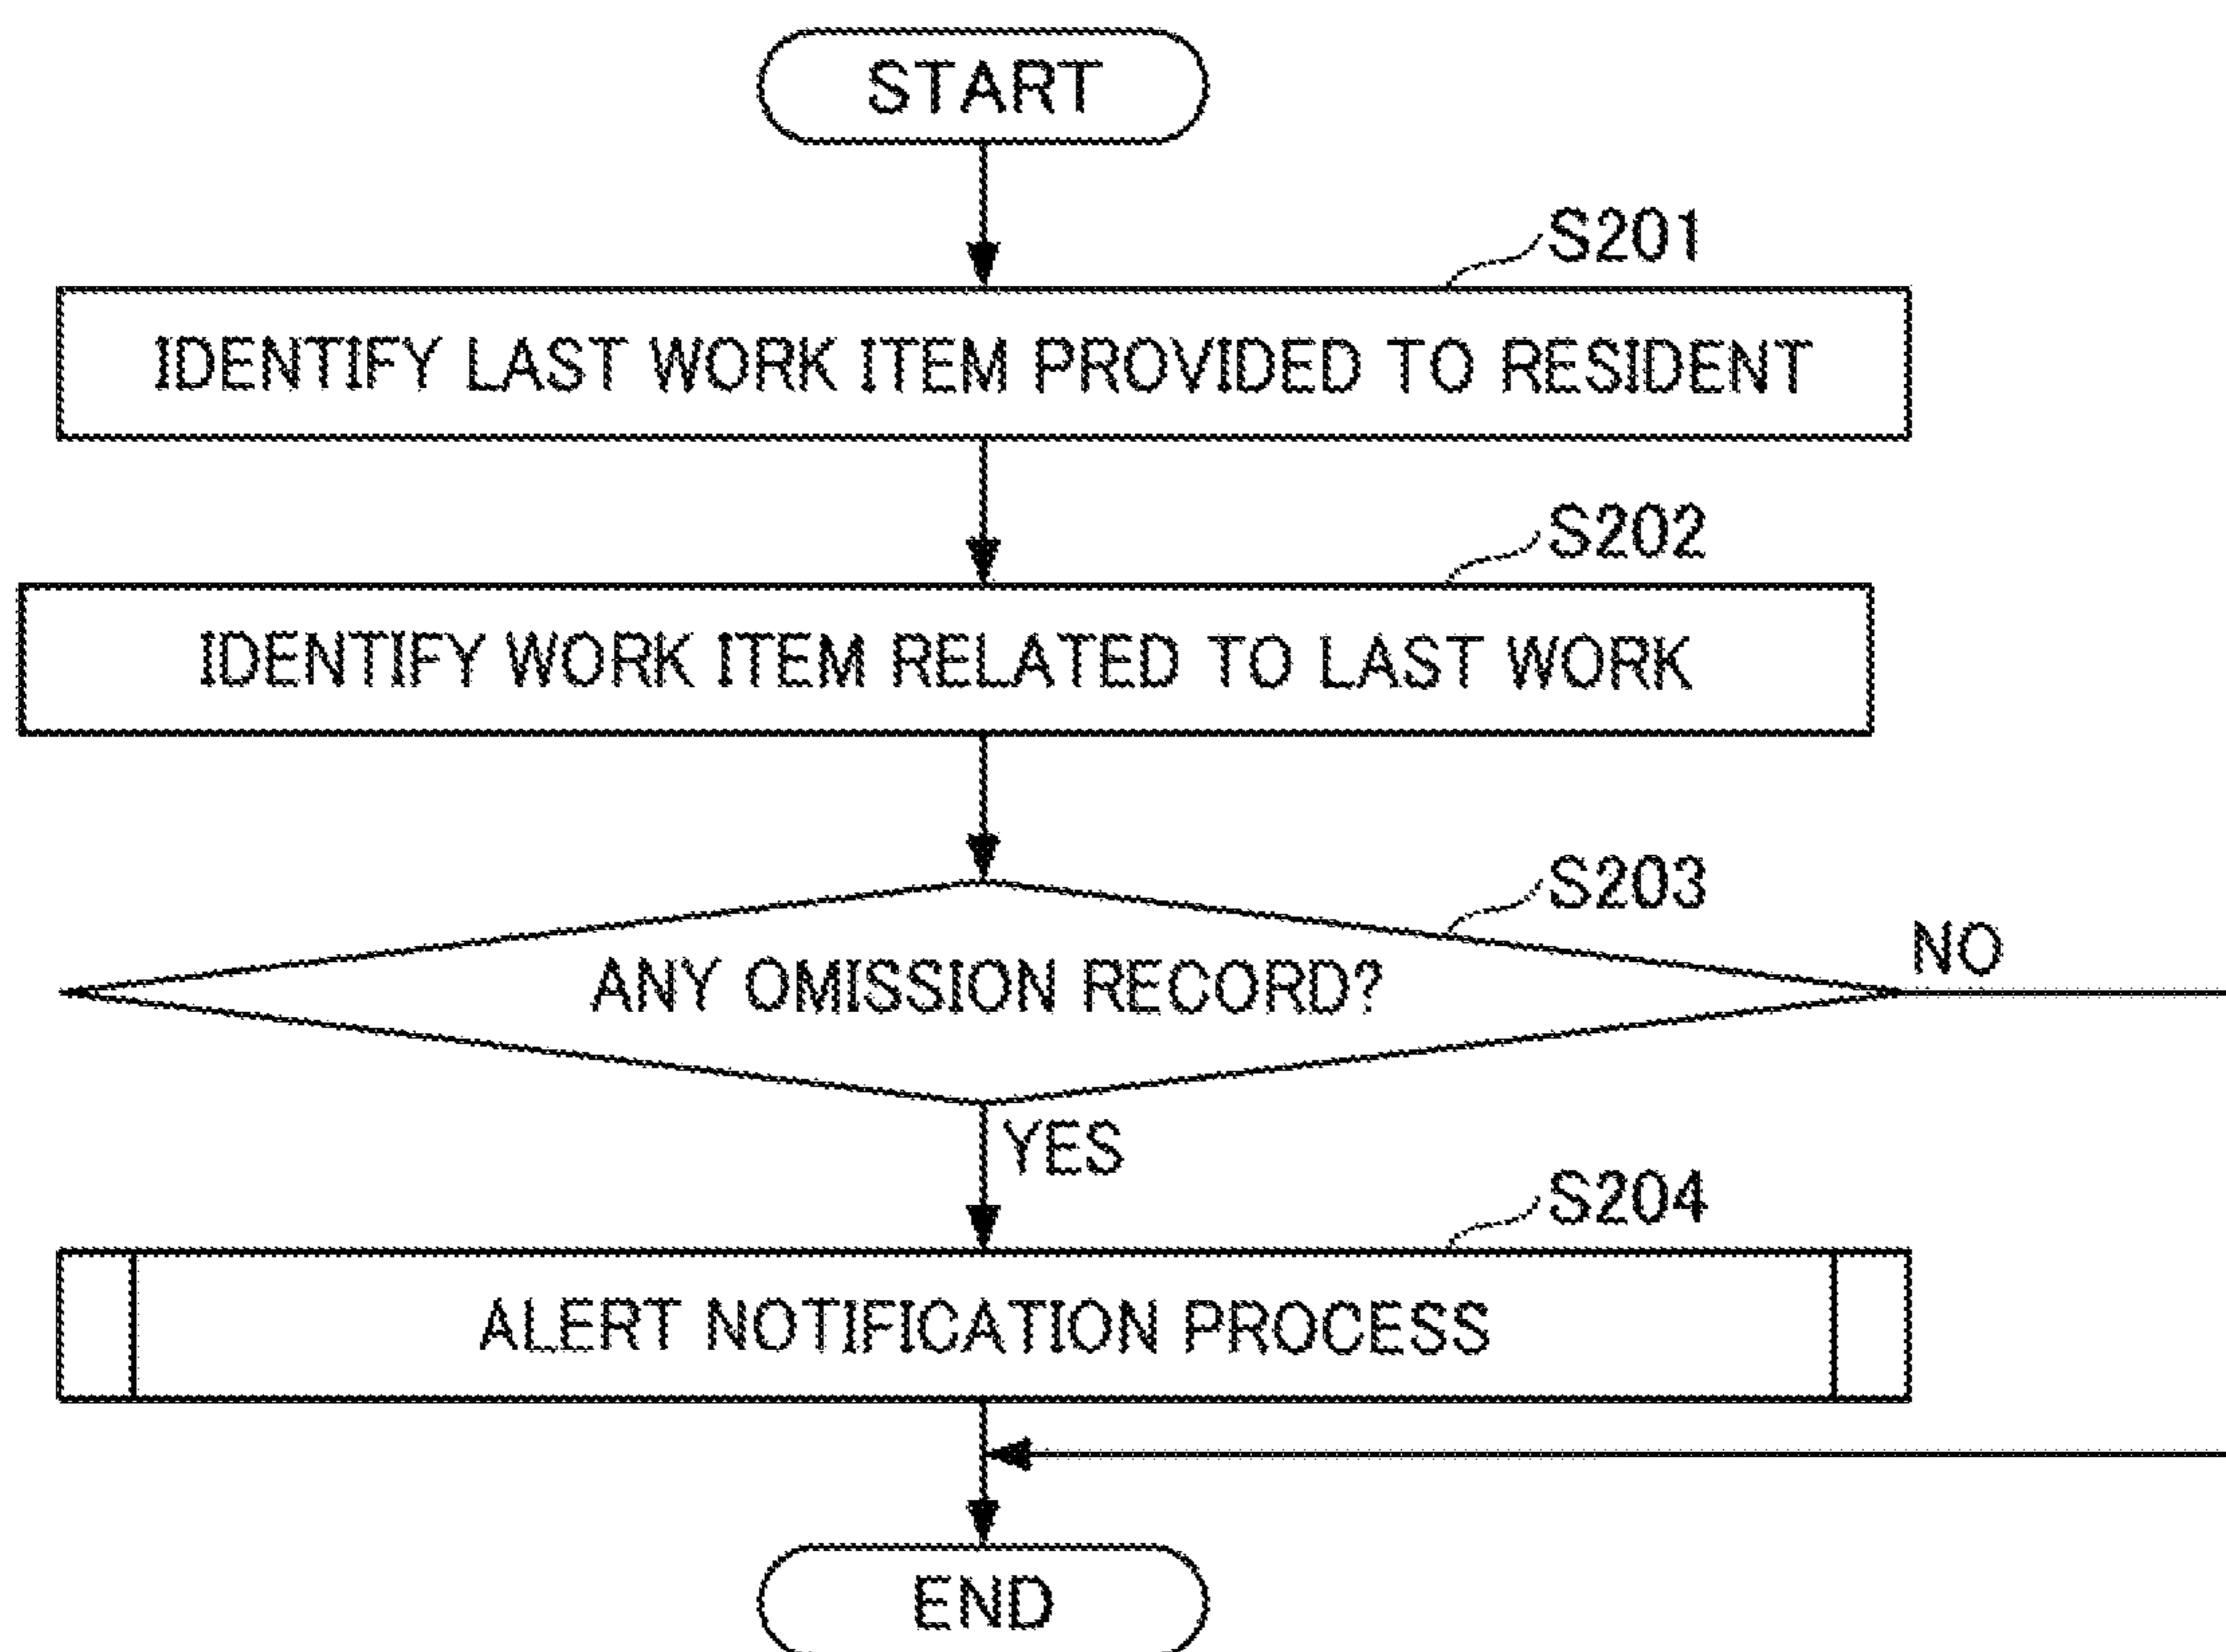 START
S201
IDENTIFY LAST WORK ITEM PROVIDED TO RESIDENT
S202
IDENTIFY WORK ITEM RELATED TO LAST WORK
S203
NO
ANY OMISSION RECORD?
YES
S204
ALERT NOTIFICATION PROCESS
END